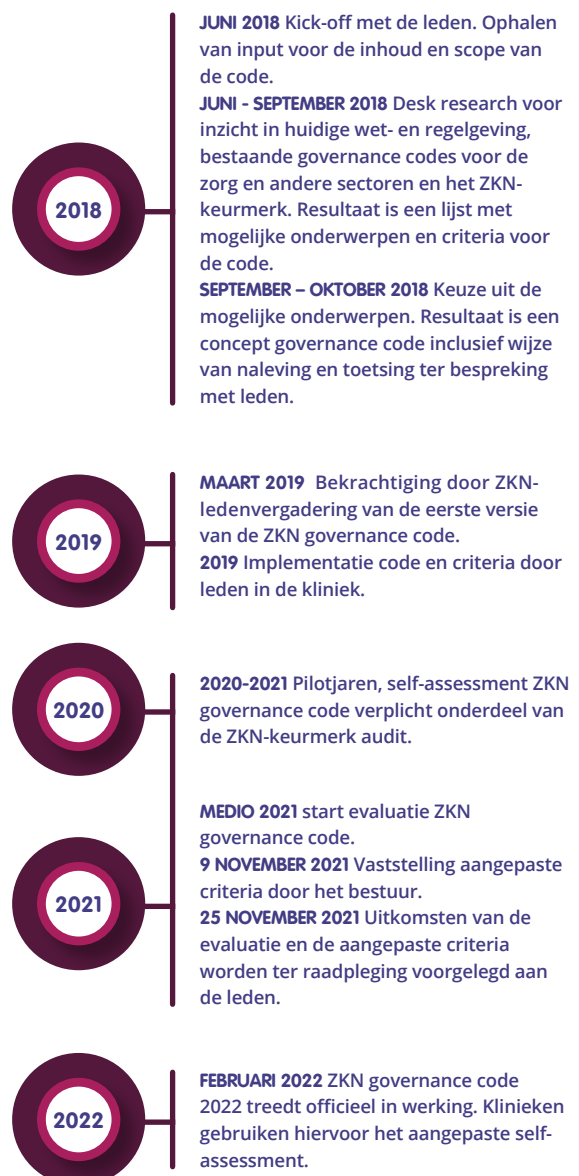 JUNI 2018 Kick-off met de leden. Ophalen
van input voor de inhoud en scope van
de code.
JUNI - SEPTEMBER 2018 Desk research voor
inzicht in huidige wet- en regelgeving,
bestaande governance codes voor de
zorg en andere sectoren en het ZKN-
keurmerk. Resultaat is een lijst met
mogelijke onderwerpen en criteria voor
de code.
SEPTEMBER – OKTOBER 2018 Keuze uit de
mogelijke onderwerpen. Resultaat is een
concept governance code inclusief wijze
van naleving en toetsing ter bespreking
met leden.
2018
MAART 2019 Bekrachtiging door ZKN-
ledenvergadering van de eerste versie
van de ZKN governance code.
2019 Implementatie code en criteria door
leden in de kliniek.
2019
2020-2021 Pilotjaren, self-assessment ZKN
governance code verplicht onderdeel van
de ZKN-keurmerk audit.
2020
MEDIO 2021 start evaluatie ZKN
governance code.
9 NOVEMBER 2021 Vaststelling aangepaste
criteria door het bestuur.
25 NOVEMBER 2021 Uitkomsten van de
evaluatie en de aangepaste criteria
worden ter raadpleging voorgelegd aan
de leden.
2021
FEBRUARI 2022 ZKN governance code
2022 treedt officieel in werking. Klinieken
gebruiken hiervoor het aangepaste self-
assessment.
2022